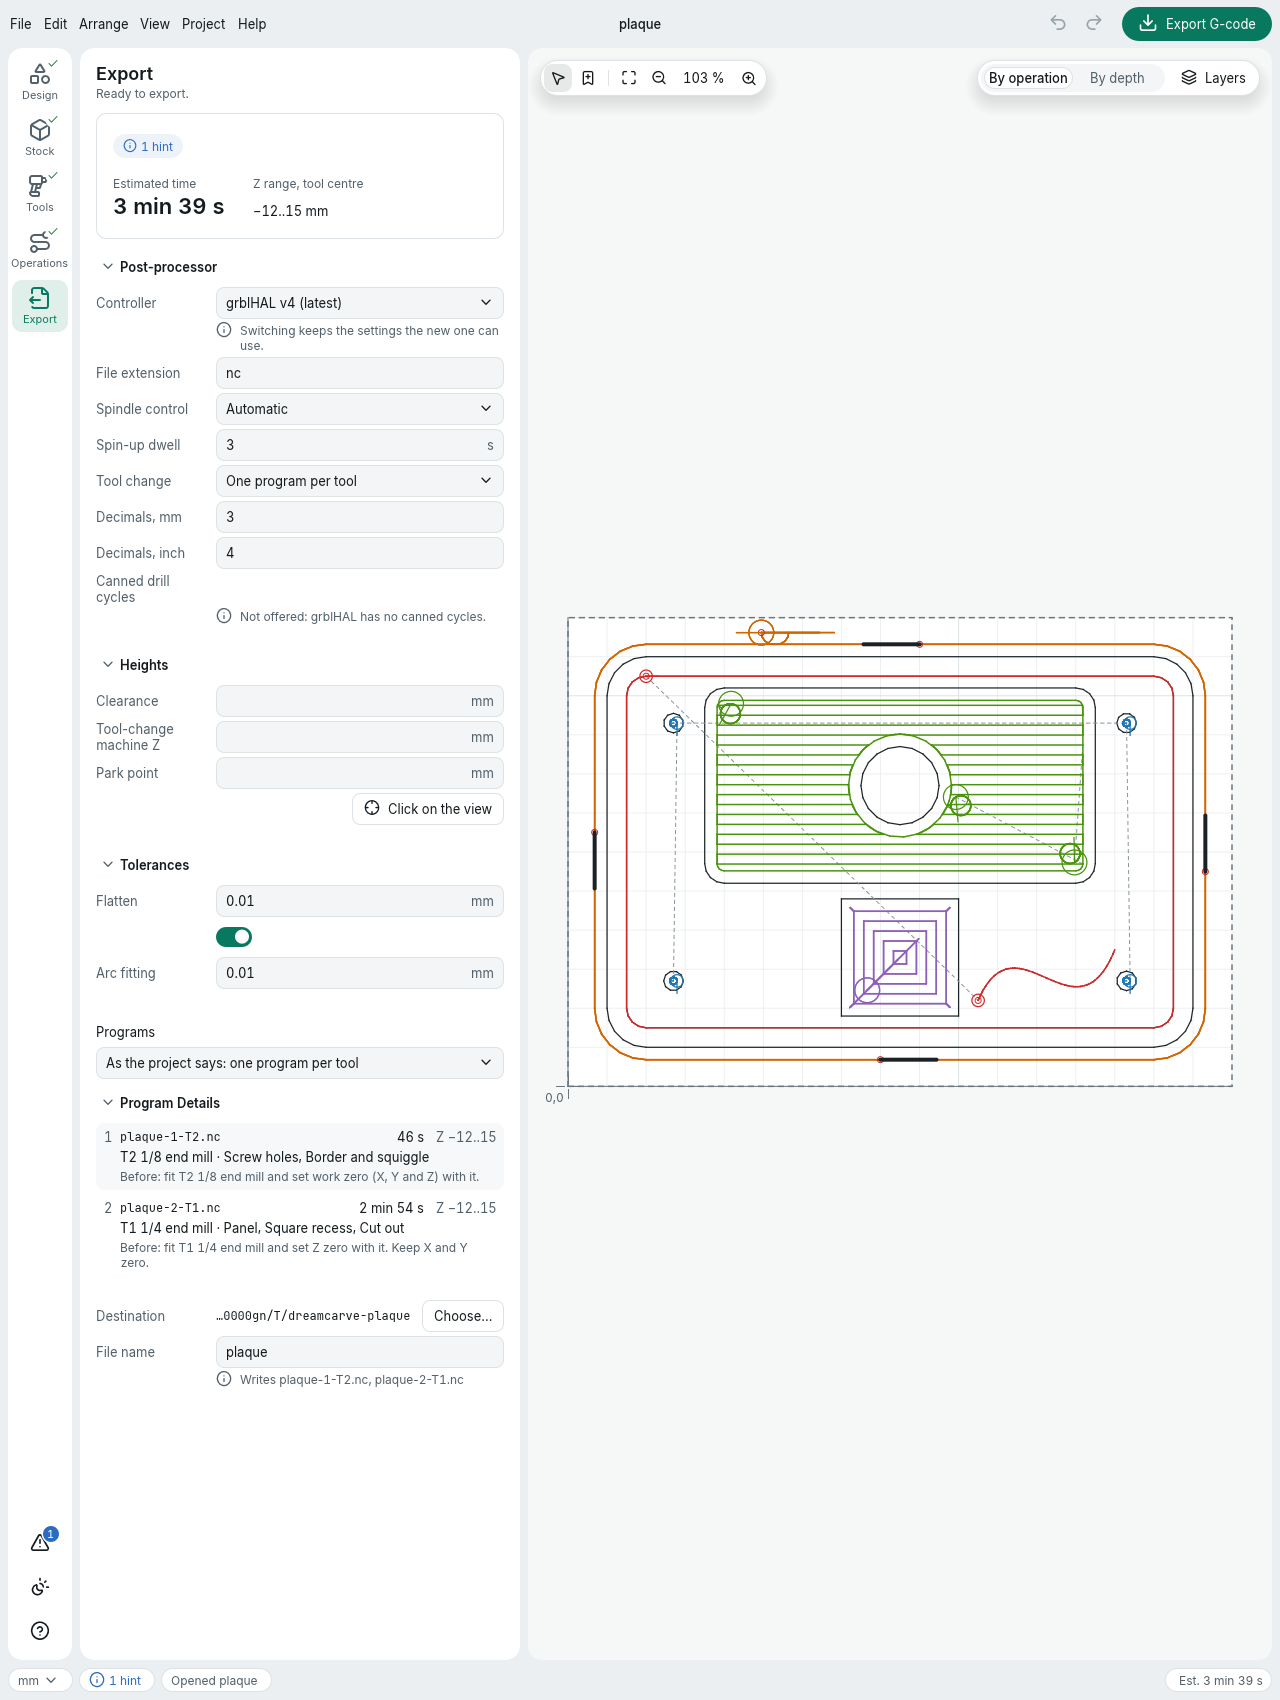 File Edit Arrange View Project Help
plaque
Export G-code
Design
Stock
Tools
Operations
Export
Export
Ready to export.
1 hint
Estimated time
3 min 39 s
Z range, tool centre
−12..15 mm
Post-processor
Controller
grblHAL v4 (latest)
Switching keeps the settings the new one can
use.
File extension
nc
Spindle control
Automatic
Spin-up dwell
3
s
Tool change
One program per tool
Decimals, mm
3
Decimals, inch
4
Canned drill
cycles
Not offered: grblHAL has no canned cycles.
Heights
Clearance
mm
Tool-change
machine Z
mm
Park point
mm
Click on the view
Tolerances
Flatten
0.01
mm
Arc fitting
0.01
mm
Programs
As the project says: one program per tool
Program Details
1 plaque-1-T2.nc 46 s Z −12..15
T2 1/8 end mill · Screw holes, Border and squiggle
Before: fit T2 1/8 end mill and set work zero (X, Y and Z) with it.
2 plaque-2-T1.nc 2 min 54 s Z −12..15
T1 1/4 end mill · Panel, Square recess, Cut out
Before: fit T1 1/4 end mill and set Z zero with it. Keep X and Y
zero.
Destination
…0000gn/T/dreamcarve-plaque
Choose...
File name
plaque
Writes plaque-1-T2.nc, plaque-2-T1.nc
103 %
By operation
By depth
Layers
0,0
1
mm
1 hint
Opened plaque
Est. 3 min 39 s